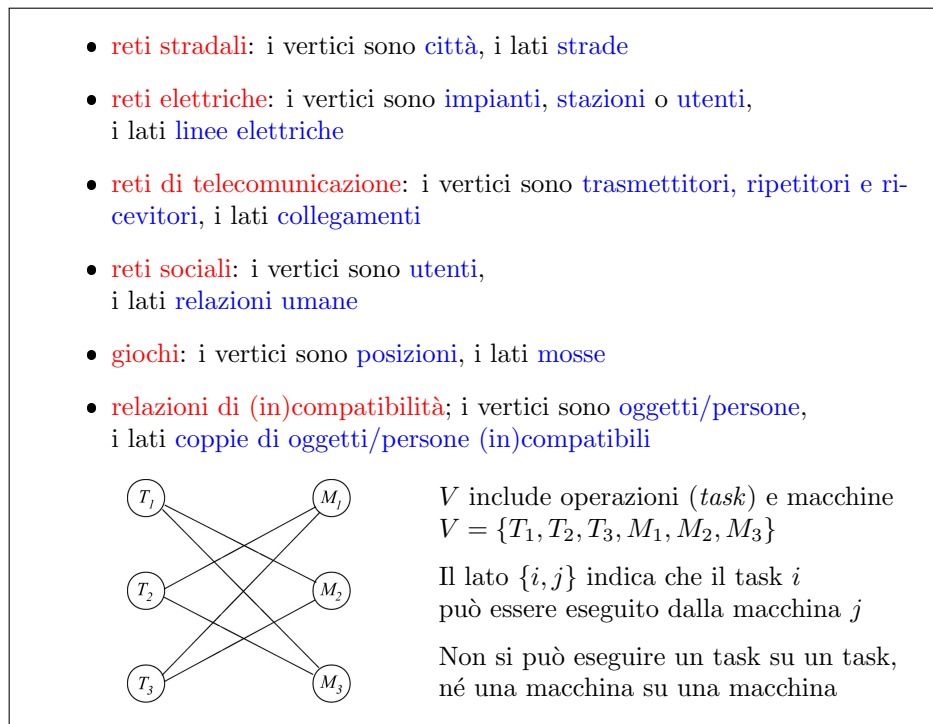 • reti stradali: i vertici sono città, i lati strade
• reti elettriche: i vertici sono impianti, stazioni o utenti,
i lati linee elettriche
• reti di telecomunicazione: i vertici sono trasmettitori, ripetitori e ri-
cevitori, i lati collegamenti
• reti sociali: i vertici sono utenti,
i lati relazioni umane
• giochi: i vertici sono posizioni, i lati mosse
• relazioni di (in)compatibilità; i vertici sono oggetti/persone,
i lati coppie di oggetti/persone (in)compatibili
T₁ M₁
T₂ M₂
T₃ M₃
V include operazioni (task) e macchine
V = {T₁, T₂, T₃, M₁, M₂, M₃}
Il lato {i, j} indica che il task i
può essere eseguito dalla macchina j
Non si può eseguire un task su un task,
né una macchina su una macchina